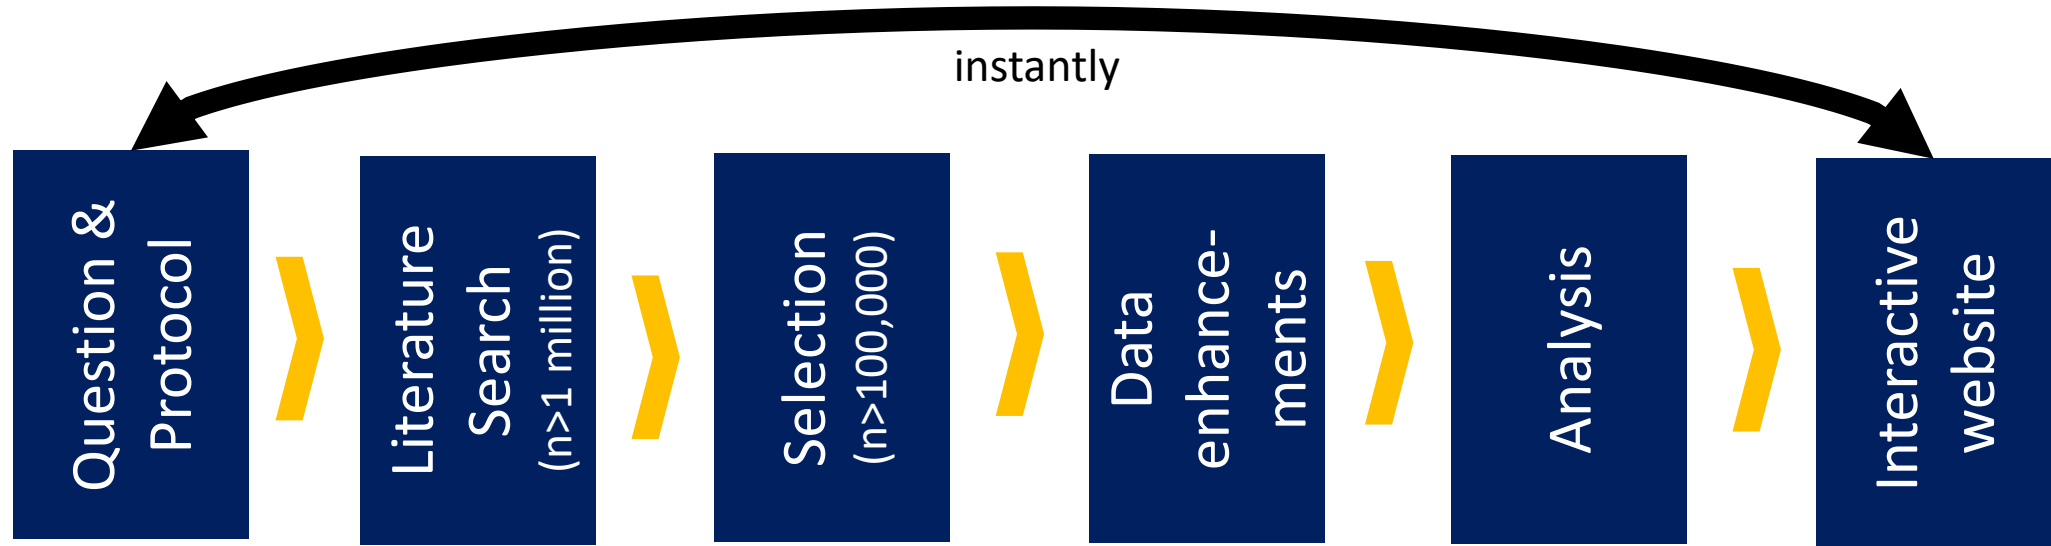 instantly
Question &
Protocol
Literature
Search
(n>1 million)
Selection
(n>100,000)
Data
enhance-
ments
Analysis
Interactive
website